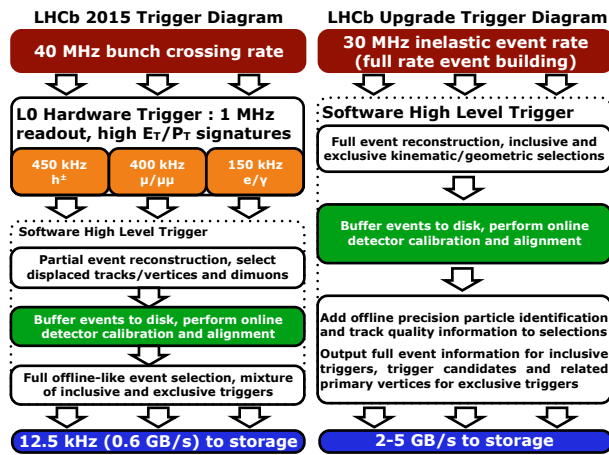 LHCb 2015 Trigger Diagram
40 MHz bunch crossing rate
L0 Hardware Trigger : 1 MHz
readout, high ET/PT signatures
450 kHz
h±
400 kHz
μ/μμ
150 kHz
e/γ
Software High Level Trigger
Partial event reconstruction, select
displaced tracks/vertices and dimuons
Buffer events to disk, perform online
detector calibration and alignment
Full offline-like event selection, mixture
of inclusive and exclusive triggers
12.5 kHz (0.6 GB/s) to storage
LHCb Upgrade Trigger Diagram
30 MHz inelastic event rate
(full rate event building)
Software High Level Trigger
Full event reconstruction, inclusive and
exclusive kinematic/geometric selections
Buffer events to disk, perform online
detector calibration and alignment
Add offline precision particle identification
and track quality information to selections
Output full event information for inclusive
triggers, trigger candidates and related
primary vertices for exclusive triggers
2-5 GB/s to storage